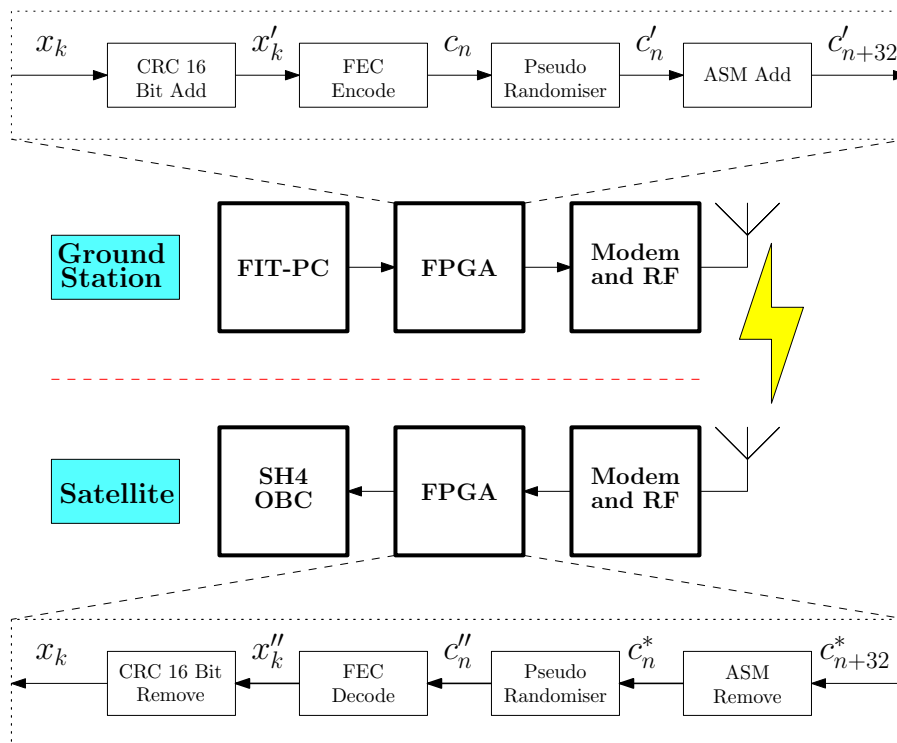 x_k x'_k c_n c'_n c'_{n+32}
CRC 16
Bit Add
FEC
Encode
Pseudo
Randomiser
ASM Add
Ground
Station
FIT-PC
FPGA
Modem
and RF
Satellite
SH4
OBC
FPGA
Modem
and RF
x_k x''_k c''_n c*_n c*_{n+32}
CRC 16 Bit
Remove
FEC
Decode
Pseudo
Randomiser
ASM
Remove